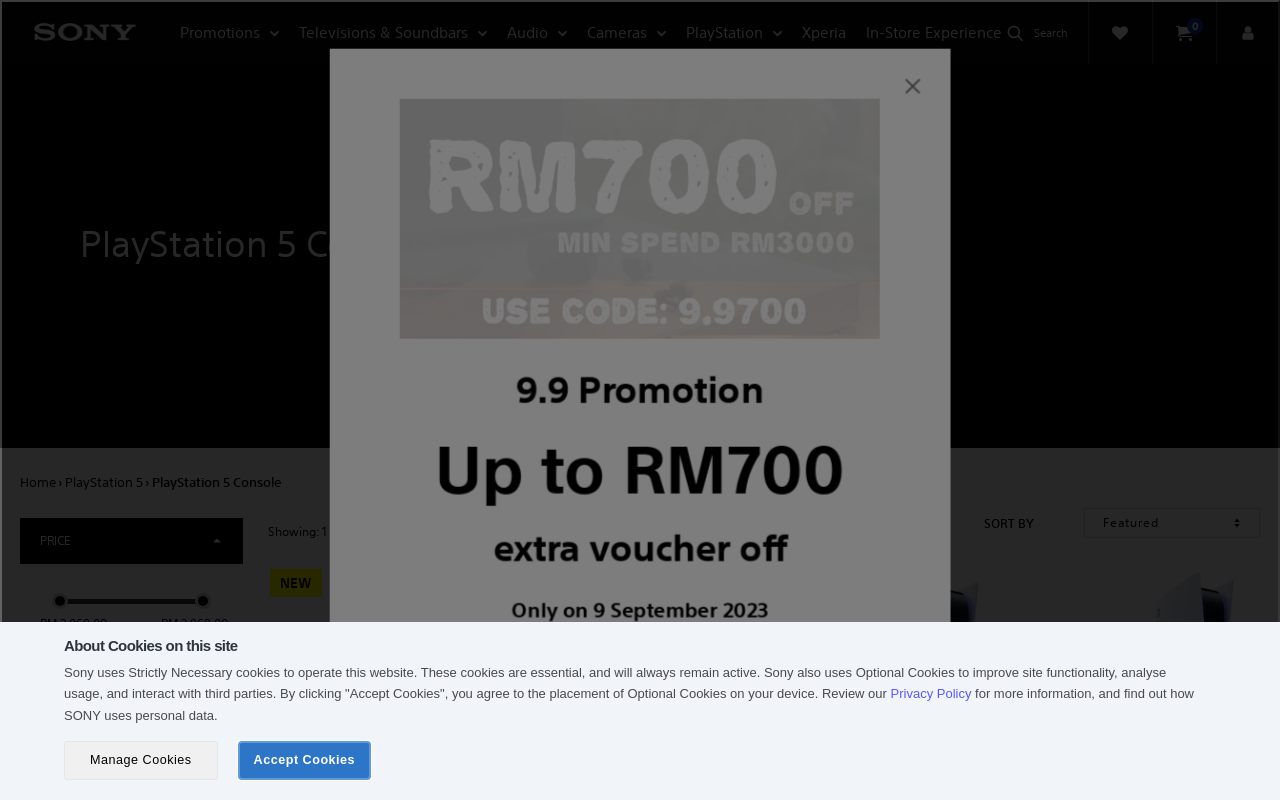 SONY
Promotions
Televisions & Soundbars
Audio
Cameras
PlayStation
Xperia
In-Store Experience
Search
0
RM700 OFF
MIN SPEND RM3000
USE CODE: 9.9700
PlayStation 5 Co
9.9 Promotion
Up to RM700
extra voucher off
Only on 9 September 2023
Home › PlayStation 5 › PlayStation 5 Console
PRICE
Showing: 1
SORT BY
Featured
NEW
About Cookies on this site
Sony uses Strictly Necessary cookies to operate this website. These cookies are essential, and will always remain active. Sony also uses Optional Cookies to improve site functionality, analyse
usage, and interact with third parties. By clicking "Accept Cookies", you agree to the placement of Optional Cookies on your device. Review our Privacy Policy for more information, and find out how
SONY uses personal data.
Manage Cookies
Accept Cookies